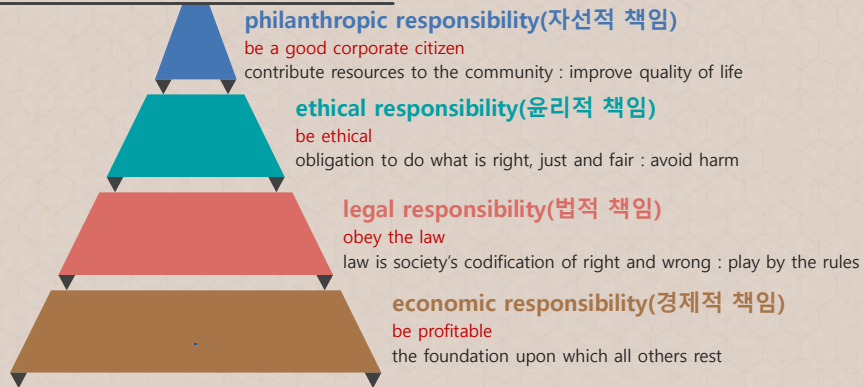 philanthropic responsibility(자선적 책임)
be a good corporate citizen
contribute resources to the community : improve quality of life
ethical responsibility(윤리적 책임)
be ethical
obligation to do what is right, just and fair : avoid harm
legal responsibility(법적 책임)
obey the law
law is society's codification of right and wrong : play by the rules
economic responsibility(경제적 책임)
be profitable
the foundation upon which all others rest